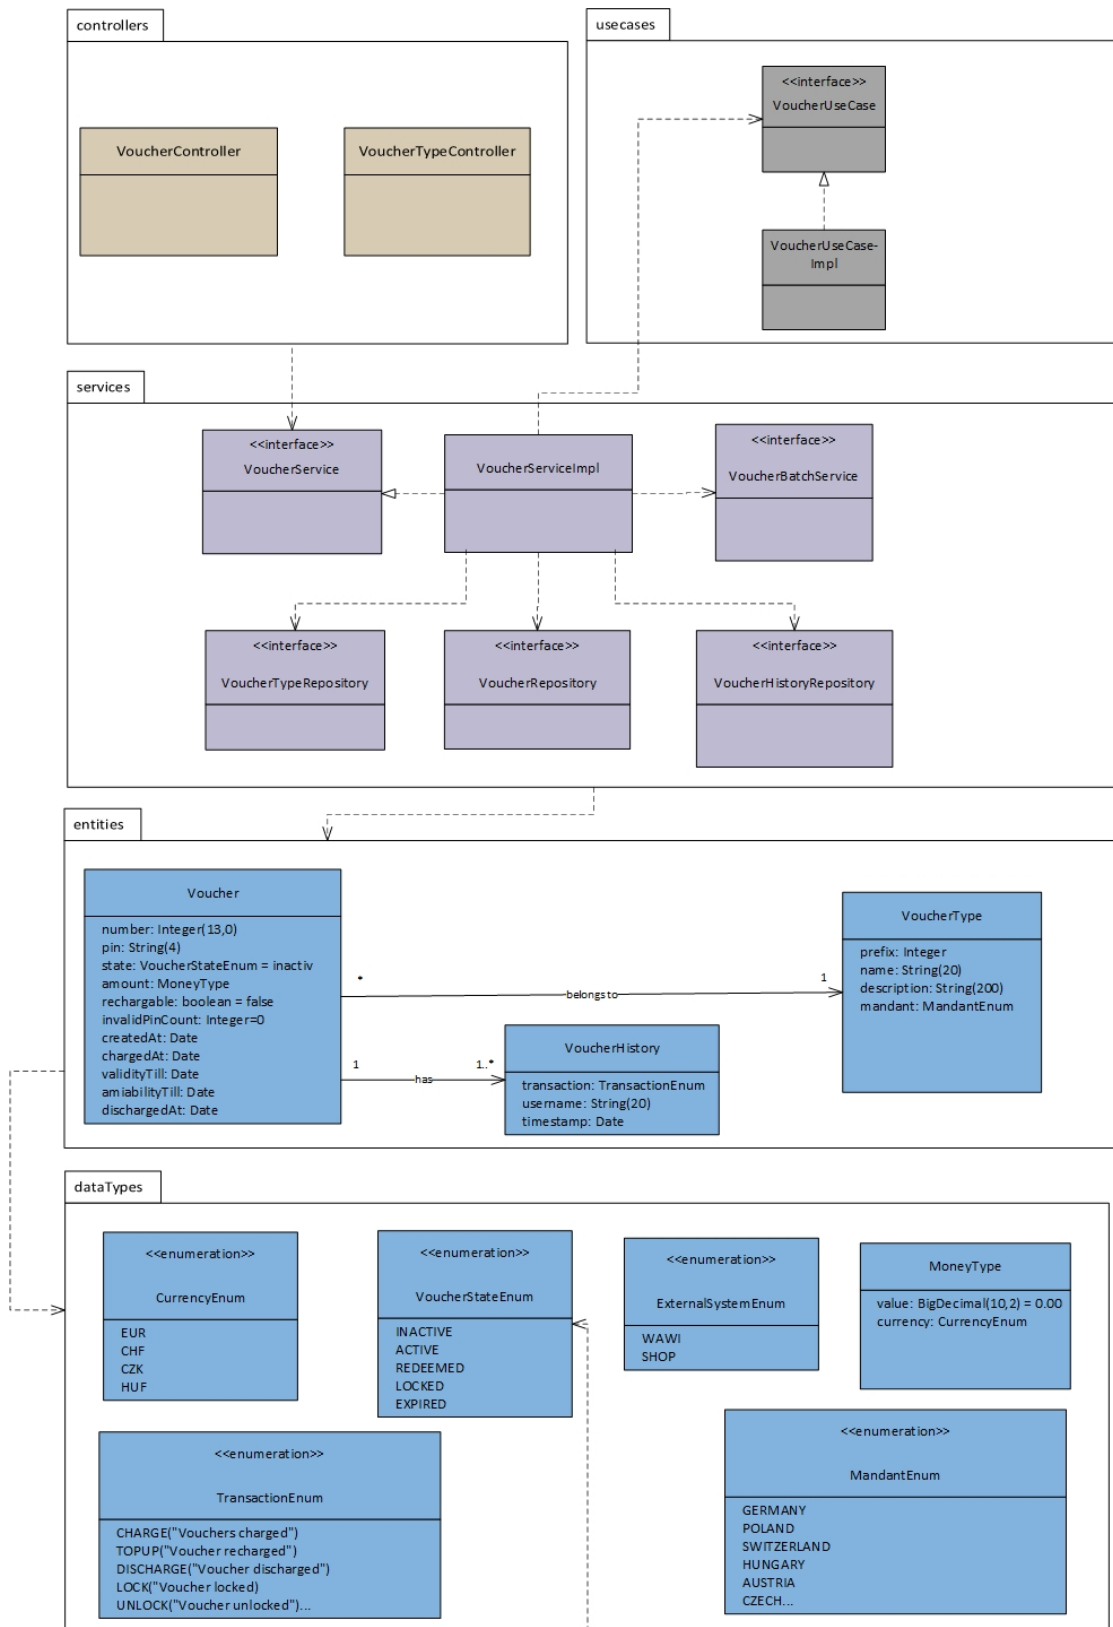 controllers
usecases
<<interface>>
VoucherUseCase
VoucherController
VoucherTypeController
VoucherUseCase-
Impl
services
<<interface>>
VoucherService
VoucherServiceImpl
<<interface>>
VoucherBatchService
<<interface>>
VoucherTypeRepository
<<interface>>
VoucherRepository
<<interface>>
VoucherHistoryRepository
entities
Voucher
number: Integer(13,0)
pin: String(4)
state: VoucherStateEnum = inactiv
amount: MoneyType
rechargable: boolean = false
invalidPinCount: Integer=0
createdAt: Date
chargedAt: Date
validityTill: Date
amiabilityTill: Date
dischargedAt: Date
*
belongs to
1
VoucherType
prefix: Integer
name: String(20)
description: String(200)
mandant: MandantEnum
1
has
1..*
VoucherHistory
transaction: TransactionEnum
username: String(20)
timestamp: Date
dataTypes
<<enumeration>>
CurrencyEnum
EUR
CHF
CZK
HUF
<<enumeration>>
VoucherStateEnum
INACTIVE
ACTIVE
REDEEMED
LOCKED
EXPIRED
<<enumeration>>
ExternalSystemEnum
WAWI
SHOP
MoneyType
value: BigDecimal(10,2) = 0.00
currency: CurrencyEnum
<<enumeration>>
TransactionEnum
CHARGE("Vouchers charged")
TOPUP("Voucher recharged")
DISCHARGE("Voucher discharged")
LOCK("Voucher locked)
UNLOCK("Voucher unlocked")...
<<enumeration>>
MandantEnum
GERMANY
POLAND
SWITZERLAND
HUNGARY
AUSTRIA
CZECH...